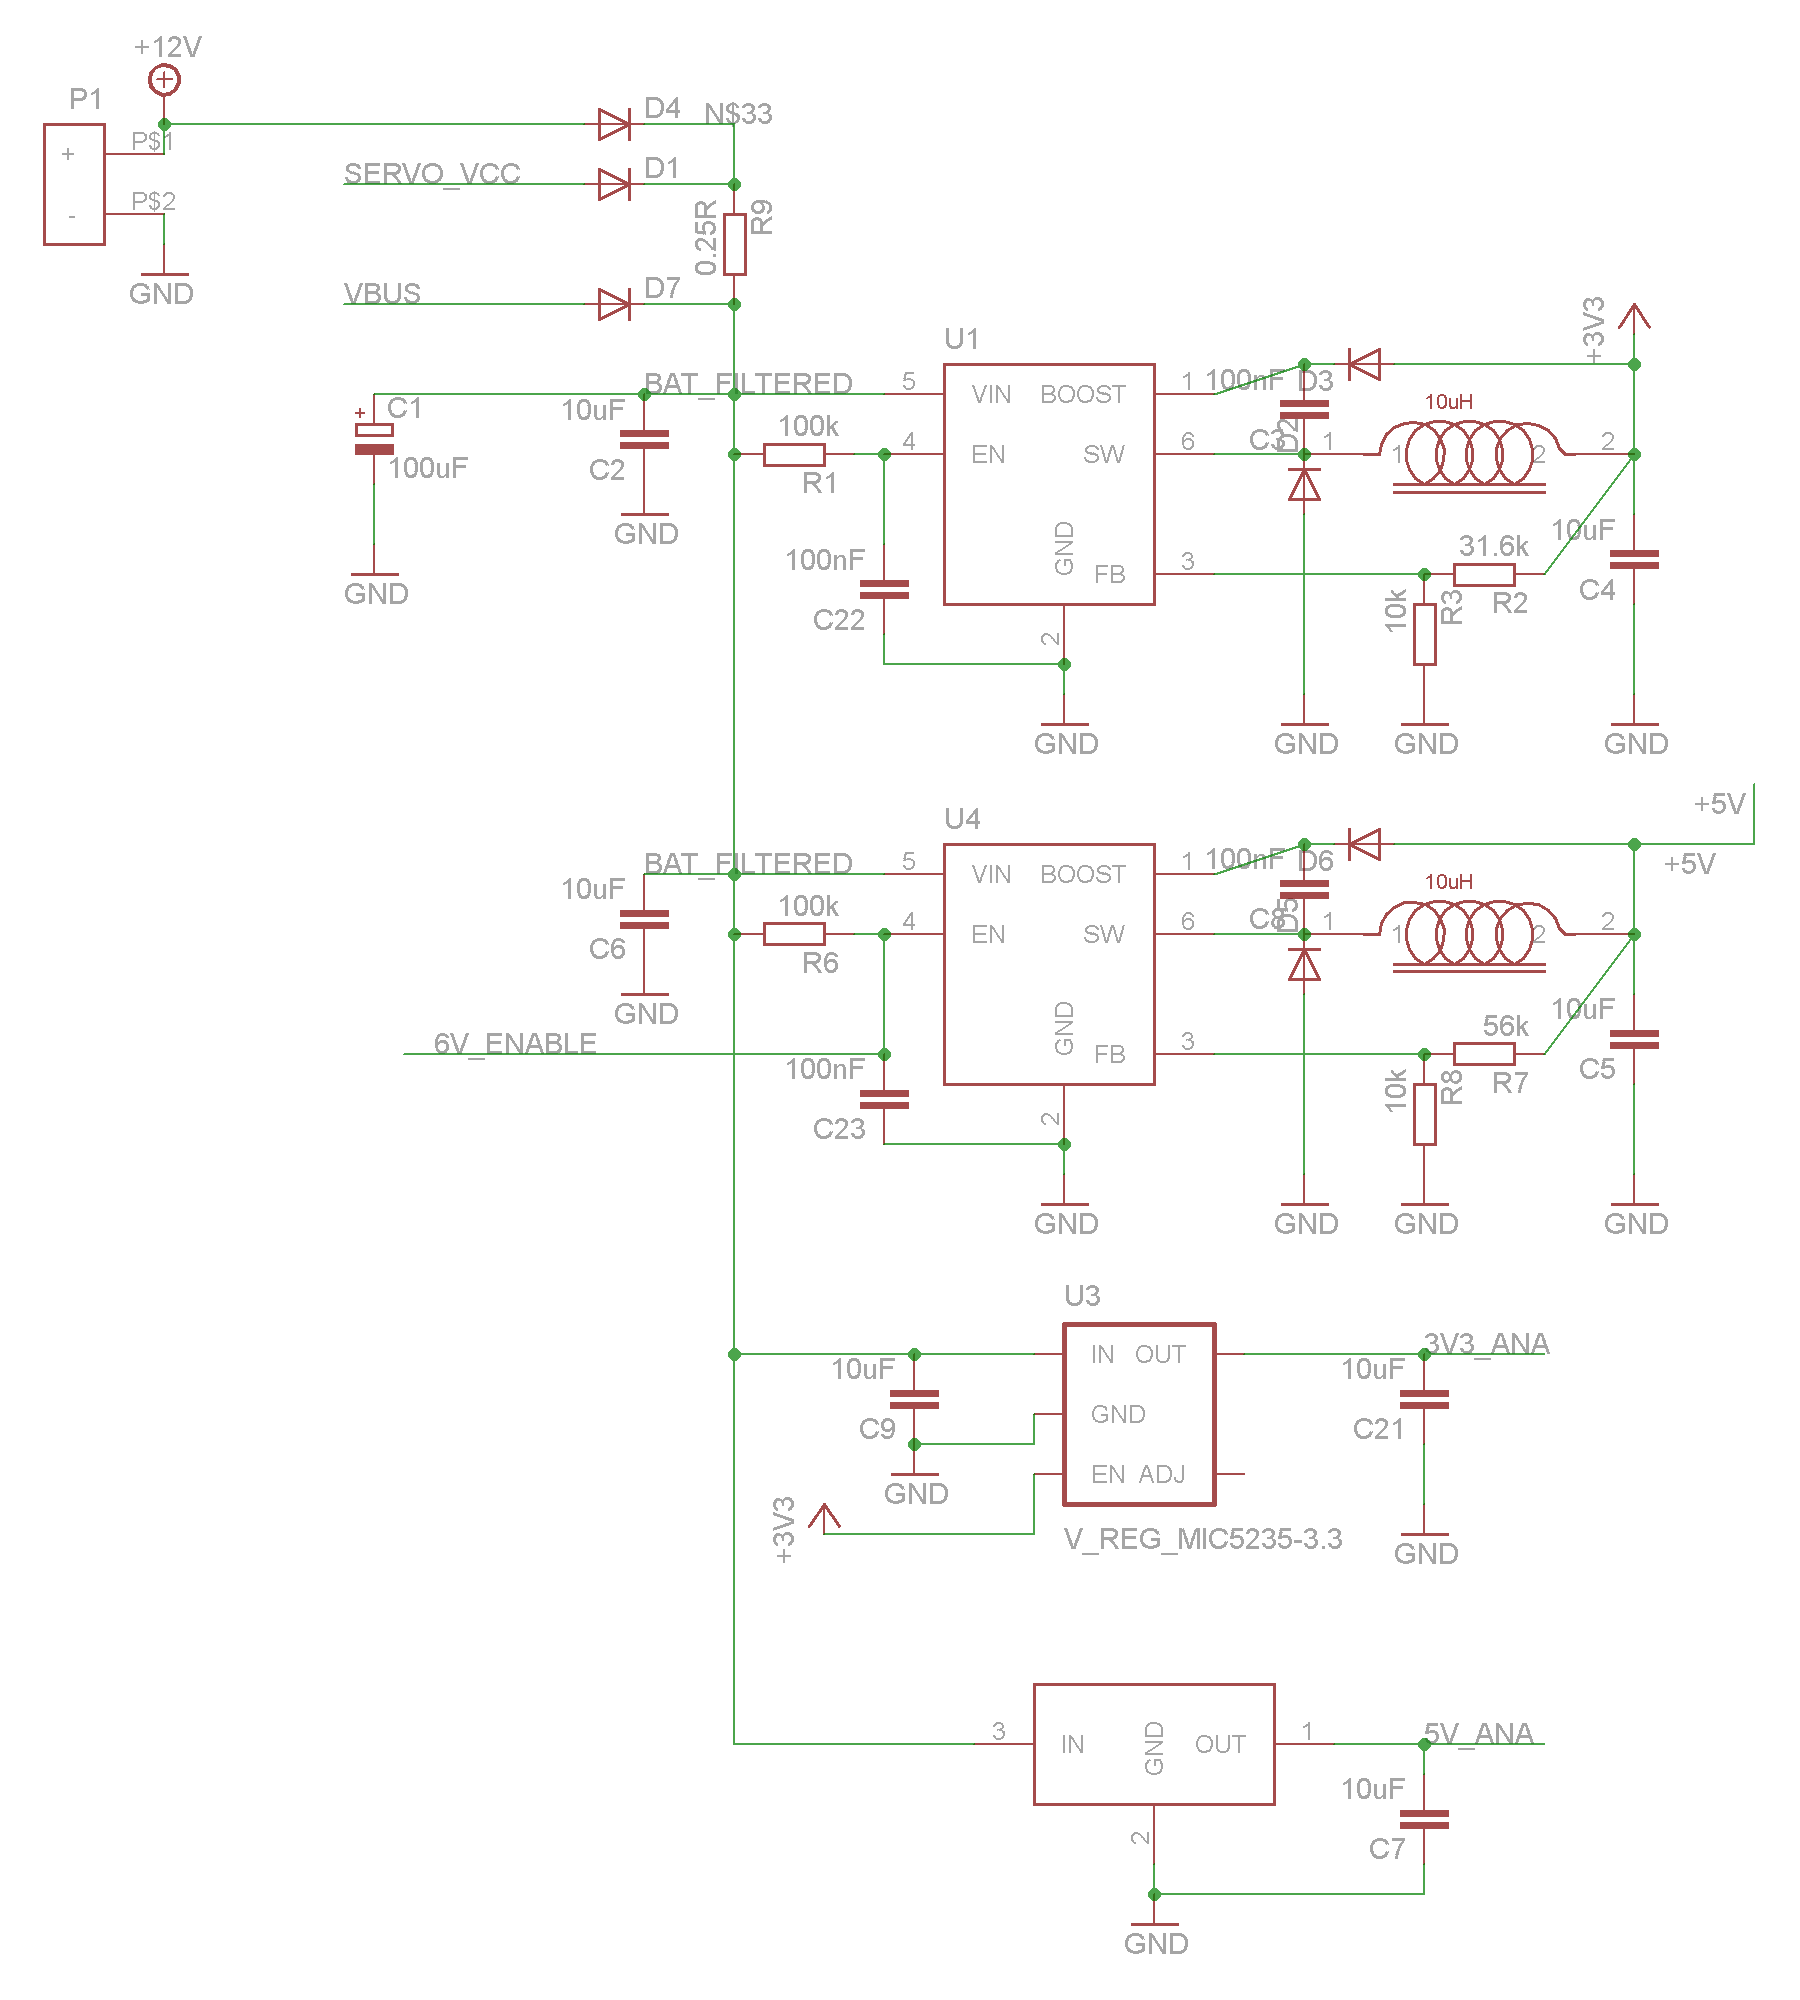 +12V
P1
P$1
+
P$2
-
GND
D4
N$33
SERVO_VCC
D1
0.25R
R9
VBUS
D7
BAT_FILTERED
+
C1
100uF
GND
10uF
C2
GND
100k
R1
100nF
C22
U1
5
VIN
BOOST
1
4
EN
SW
6
GND
FB
3
2
GND
100nF
D3
C3
D2
1
10uH
1
2
2
+3V3
31.6k
R2
10k
R3
10uF
C4
GND
GND
GND
BAT_FILTERED
10uF
C6
GND
100k
R6
6V_ENABLE
100nF
C23
U4
5
VIN
BOOST
1
4
EN
SW
6
GND
FB
3
2
GND
100nF
D6
C8
D5
1
10uH
1
2
2
+5V
+5V
56k
R7
10k
R8
10uF
C5
GND
GND
GND
U3
10uF
C9
GND
IN
OUT
GND
EN
ADJ
V_REG_MIC5235-3.3
+3V3
3V3_ANA
10uF
C21
GND
3
IN
GND
OUT
1
2
GND
5V_ANA
10uF
C7